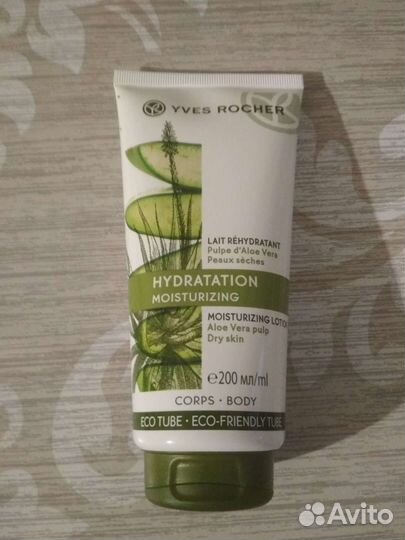 YVES ROCHER
LAIT RÉHYDRATANT
Pulpe d'Aloe Vera
Peaux sèches
HYDRATATION
MOISTURIZING
MOISTURIZING LOTION
Aloe Vera pulp
Dry skin
℮200 мл/ml
CORPS · BODY
ECO TUBE · ECO-FRIENDLY TUBE
Avito